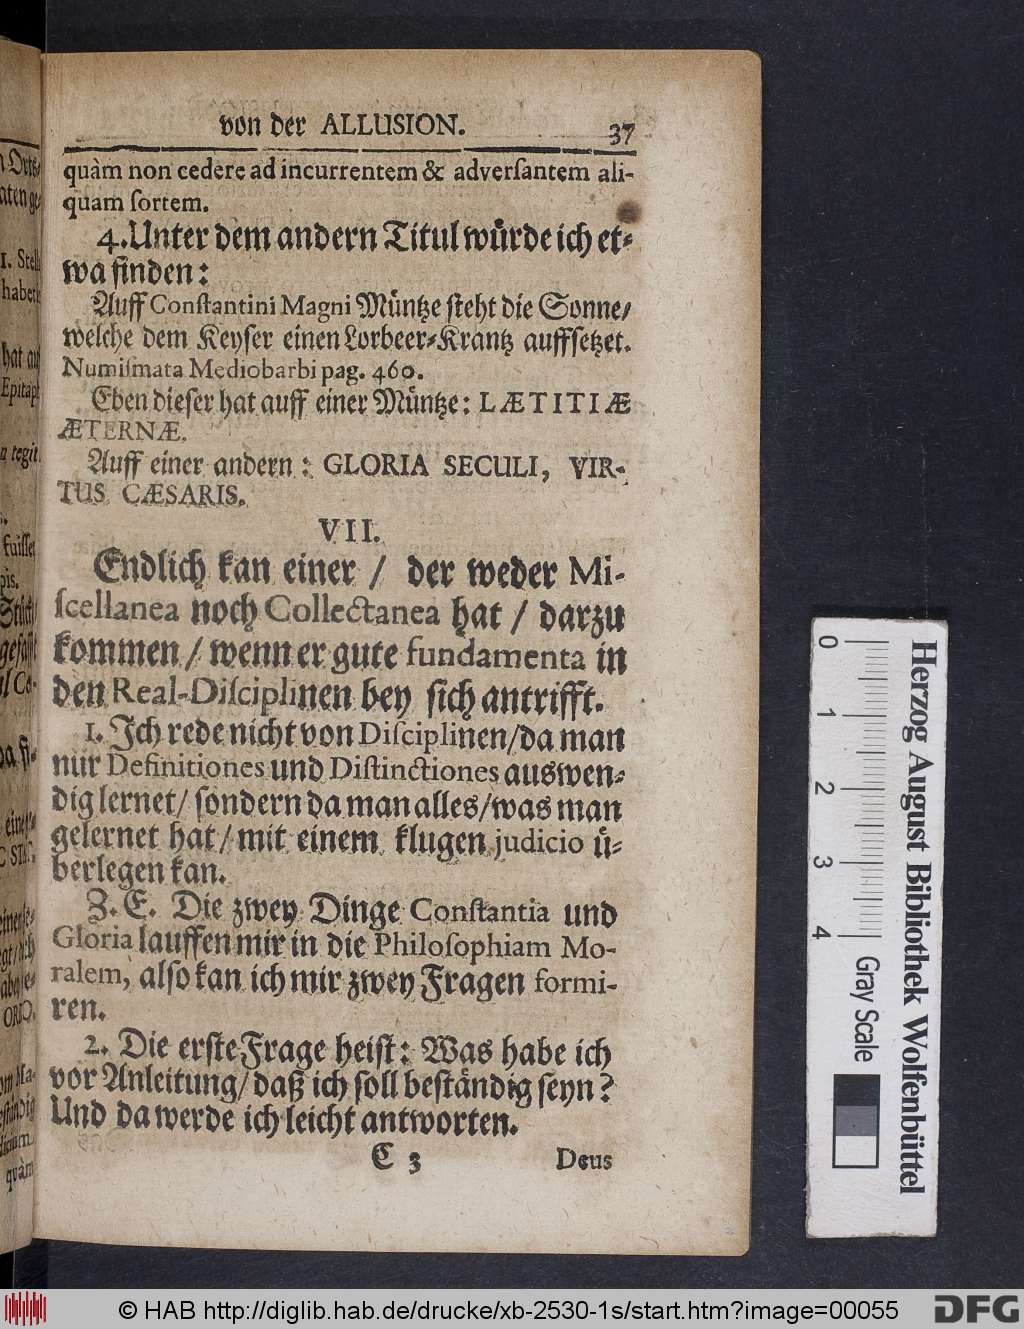 von der ALLUSION. 37
quàm non cedere ad incurrentem & adversantem ali-
quam sortem.
4. Unter dem andern Titul würde ich et-
wa finden:
Auff Constantini Magni Müntze steht die Sonne/
welche dem Keyser einen Lorbeer-Krantz auffsetzet.
Numismata Mediobarbi pag. 460.
Eben dieser hat auff einer Müntze: LÆTITIÆ
ÆTERNÆ.
Auff einer andern: GLORIA SECULI, VIR-
TUS CÆSARIS.
VII.
Endlich kan einer / der weder Mi-
scellanea noch Collectanea hat / darzu
kommen / wenn er gute fundamenta in
den Real-Disciplinen bey sich antrifft.
1. Ich rede nicht von Disciplinen/da man
nur Definitiones und Distinctiones auswen-
dig lernet/ sondern da man alles/was man
gelernet hat/ mit einem klugen judicio ü-
berlegen kan.
Z. E. Die zwey Dinge Constantia und
Gloria lauffen mir in die Philosophiam Mo-
ralem, also kan ich mir zwey Fragen formi-
ren.
2. Die erste Frage heist: Was habe ich
vor Anleitung/ daß ich soll beständig seyn?
Und da werde ich leicht antworten.
C 3 Deus
0 1 2 3 4 Gray Scale
Herzog August Bibliothek Wolfenbüttel
© HAB http://diglib.hab.de/drucke/xb-2530-1s/start.htm?image=00055
DFG